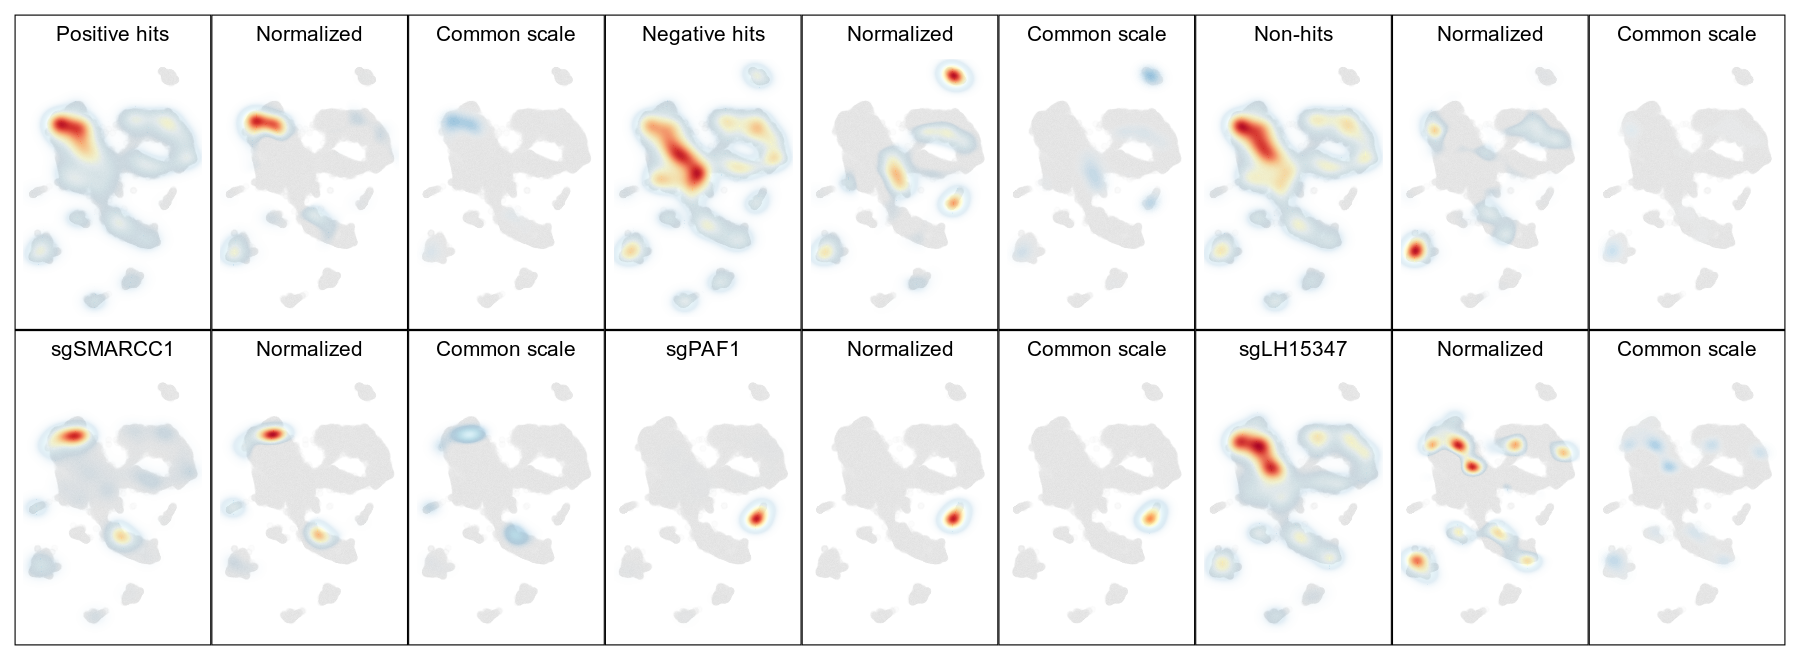 Positive hits
Normalized
Common scale
Negative hits
Normalized
Common scale
Non-hits
Normalized
Common scale
sgSMARCC1
Normalized
Common scale
sgPAF1
Normalized
Common scale
sgLH15347
Normalized
Common scale